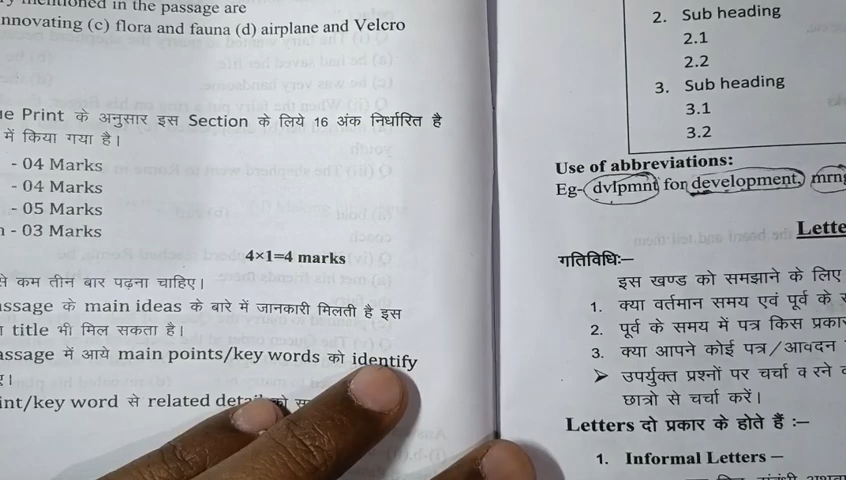 mentioned in the passage are
nnovating (c) flora and fauna (d) airplane and Velcro
Print के अनुसार इस Section के लिये 16 अंक निर्धारित है
में किया गया है।
- 04 Marks
- 04 Marks
- 05 Marks
- 03 Marks
4×1=4 marks
से कम तीन बार पढ़ना चाहिए।
ssage के main ideas के बारे में जानकारी मिलती है इस
title भी मिल सकता है।
assage में आये main points/key words को identify
int/key word से related
2. Sub heading
2.1
2.2
3. Sub heading
3.1
3.2
Use of abbreviations:
Eg- dvlpmnt for development, mrng
Lette
गतिविधिः—
इस खण्ड को समझाने के लिए
1. क्या वर्तमान समय एवं पूर्व के
2. पूर्व के समय में पत्र किस प्रकार
3. क्या आपने कोई पत्र/आवदन
➤ उपर्युक्त प्रश्नों पर चर्चा करने
छात्रो से चर्चा करें।
Letters दो प्रकार के होते हैं :—
1. Informal Letters —